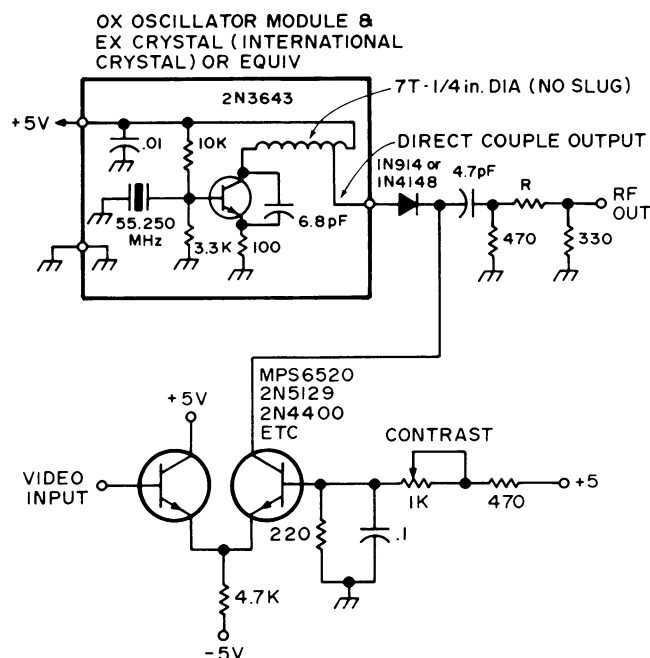 OX OSCILLATOR MODULE &
EX CRYSTAL (INTERNATIONAL
CRYSTAL) OR EQUIV
2N3643
7T-1/4 in. DIA (NO SLUG)
+5V
.01
10K
DIRECT COUPLE OUTPUT
1N914 or
1N4148
4.7pF
R
RF
OUT
6.8pF
55.250
MHz
3.3K
100
470
330
MPS6520
2N5129
2N4400
ETC
+5V
CONTRAST
VIDEO
INPUT
1K
470
+5
220
.1
4.7K
-5V